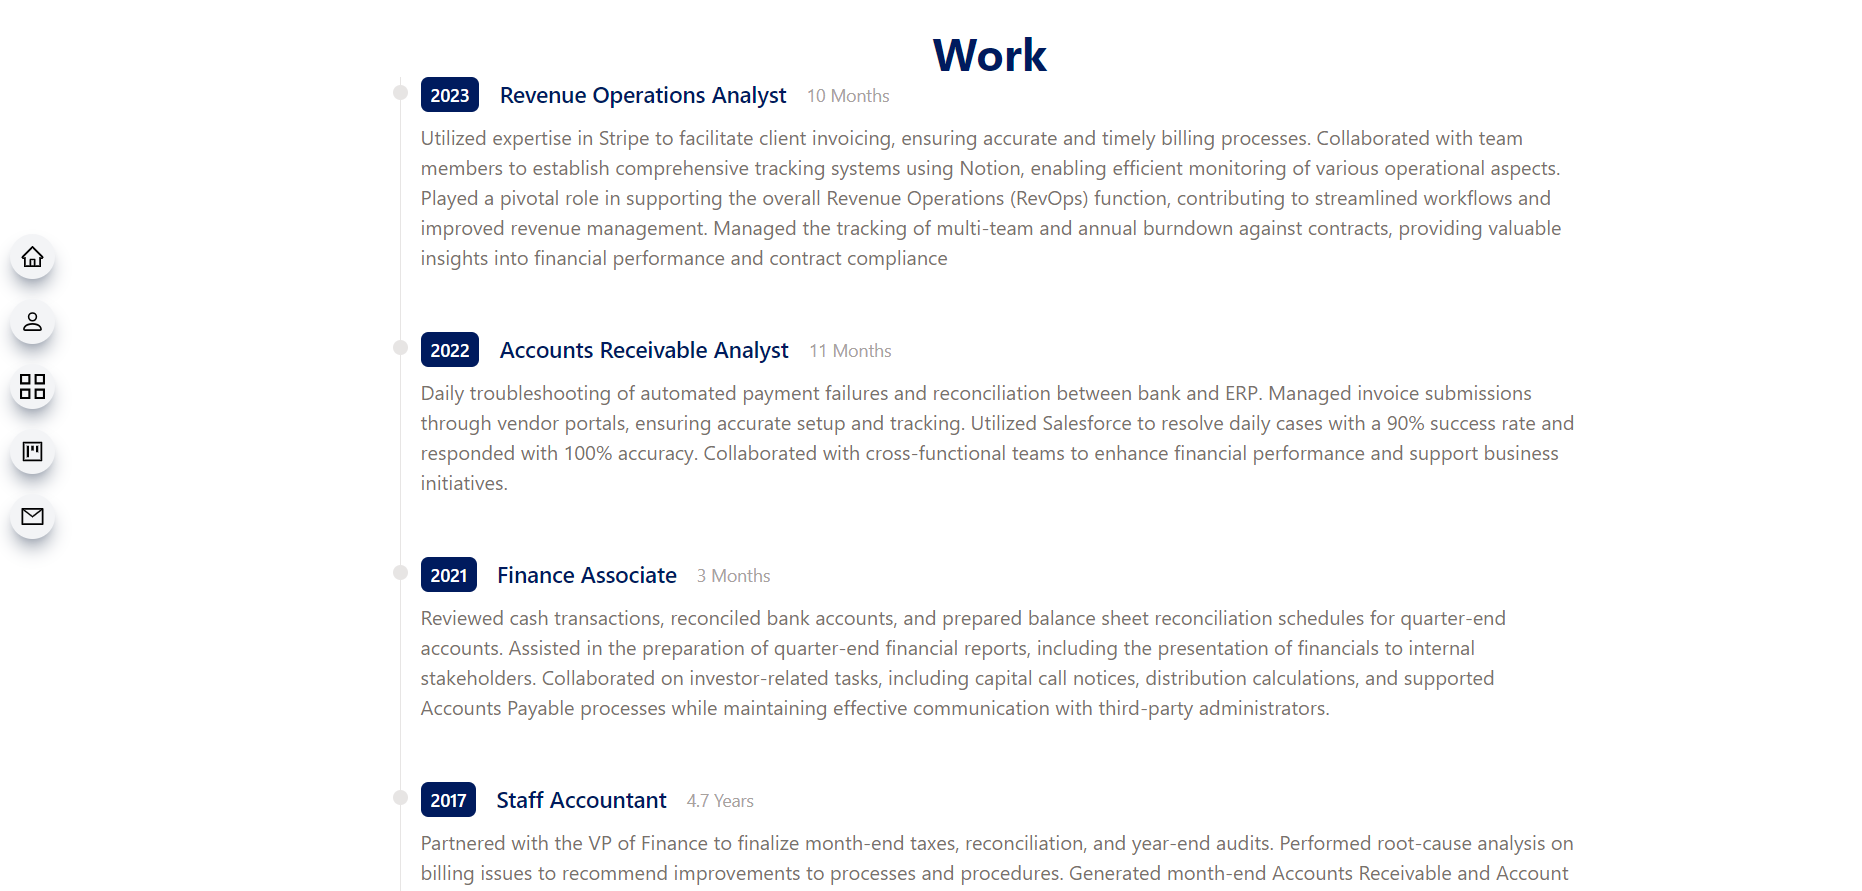 Work
2023 Revenue Operations Analyst 10 Months
Utilized expertise in Stripe to facilitate client invoicing, ensuring accurate and timely billing processes. Collaborated with team
members to establish comprehensive tracking systems using Notion, enabling efficient monitoring of various operational aspects.
Played a pivotal role in supporting the overall Revenue Operations (RevOps) function, contributing to streamlined workflows and
improved revenue management. Managed the tracking of multi-team and annual burndown against contracts, providing valuable
insights into financial performance and contract compliance
2022 Accounts Receivable Analyst 11 Months
Daily troubleshooting of automated payment failures and reconciliation between bank and ERP. Managed invoice submissions
through vendor portals, ensuring accurate setup and tracking. Utilized Salesforce to resolve daily cases with a 90% success rate and
responded with 100% accuracy. Collaborated with cross-functional teams to enhance financial performance and support business
initiatives.
2021 Finance Associate 3 Months
Reviewed cash transactions, reconciled bank accounts, and prepared balance sheet reconciliation schedules for quarter-end
accounts. Assisted in the preparation of quarter-end financial reports, including the presentation of financials to internal
stakeholders. Collaborated on investor-related tasks, including capital call notices, distribution calculations, and supported
Accounts Payable processes while maintaining effective communication with third-party administrators.
2017 Staff Accountant 4.7 Years
Partnered with the VP of Finance to finalize month-end taxes, reconciliation, and year-end audits. Performed root-cause analysis on
billing issues to recommend improvements to processes and procedures. Generated month-end Accounts Receivable and Account